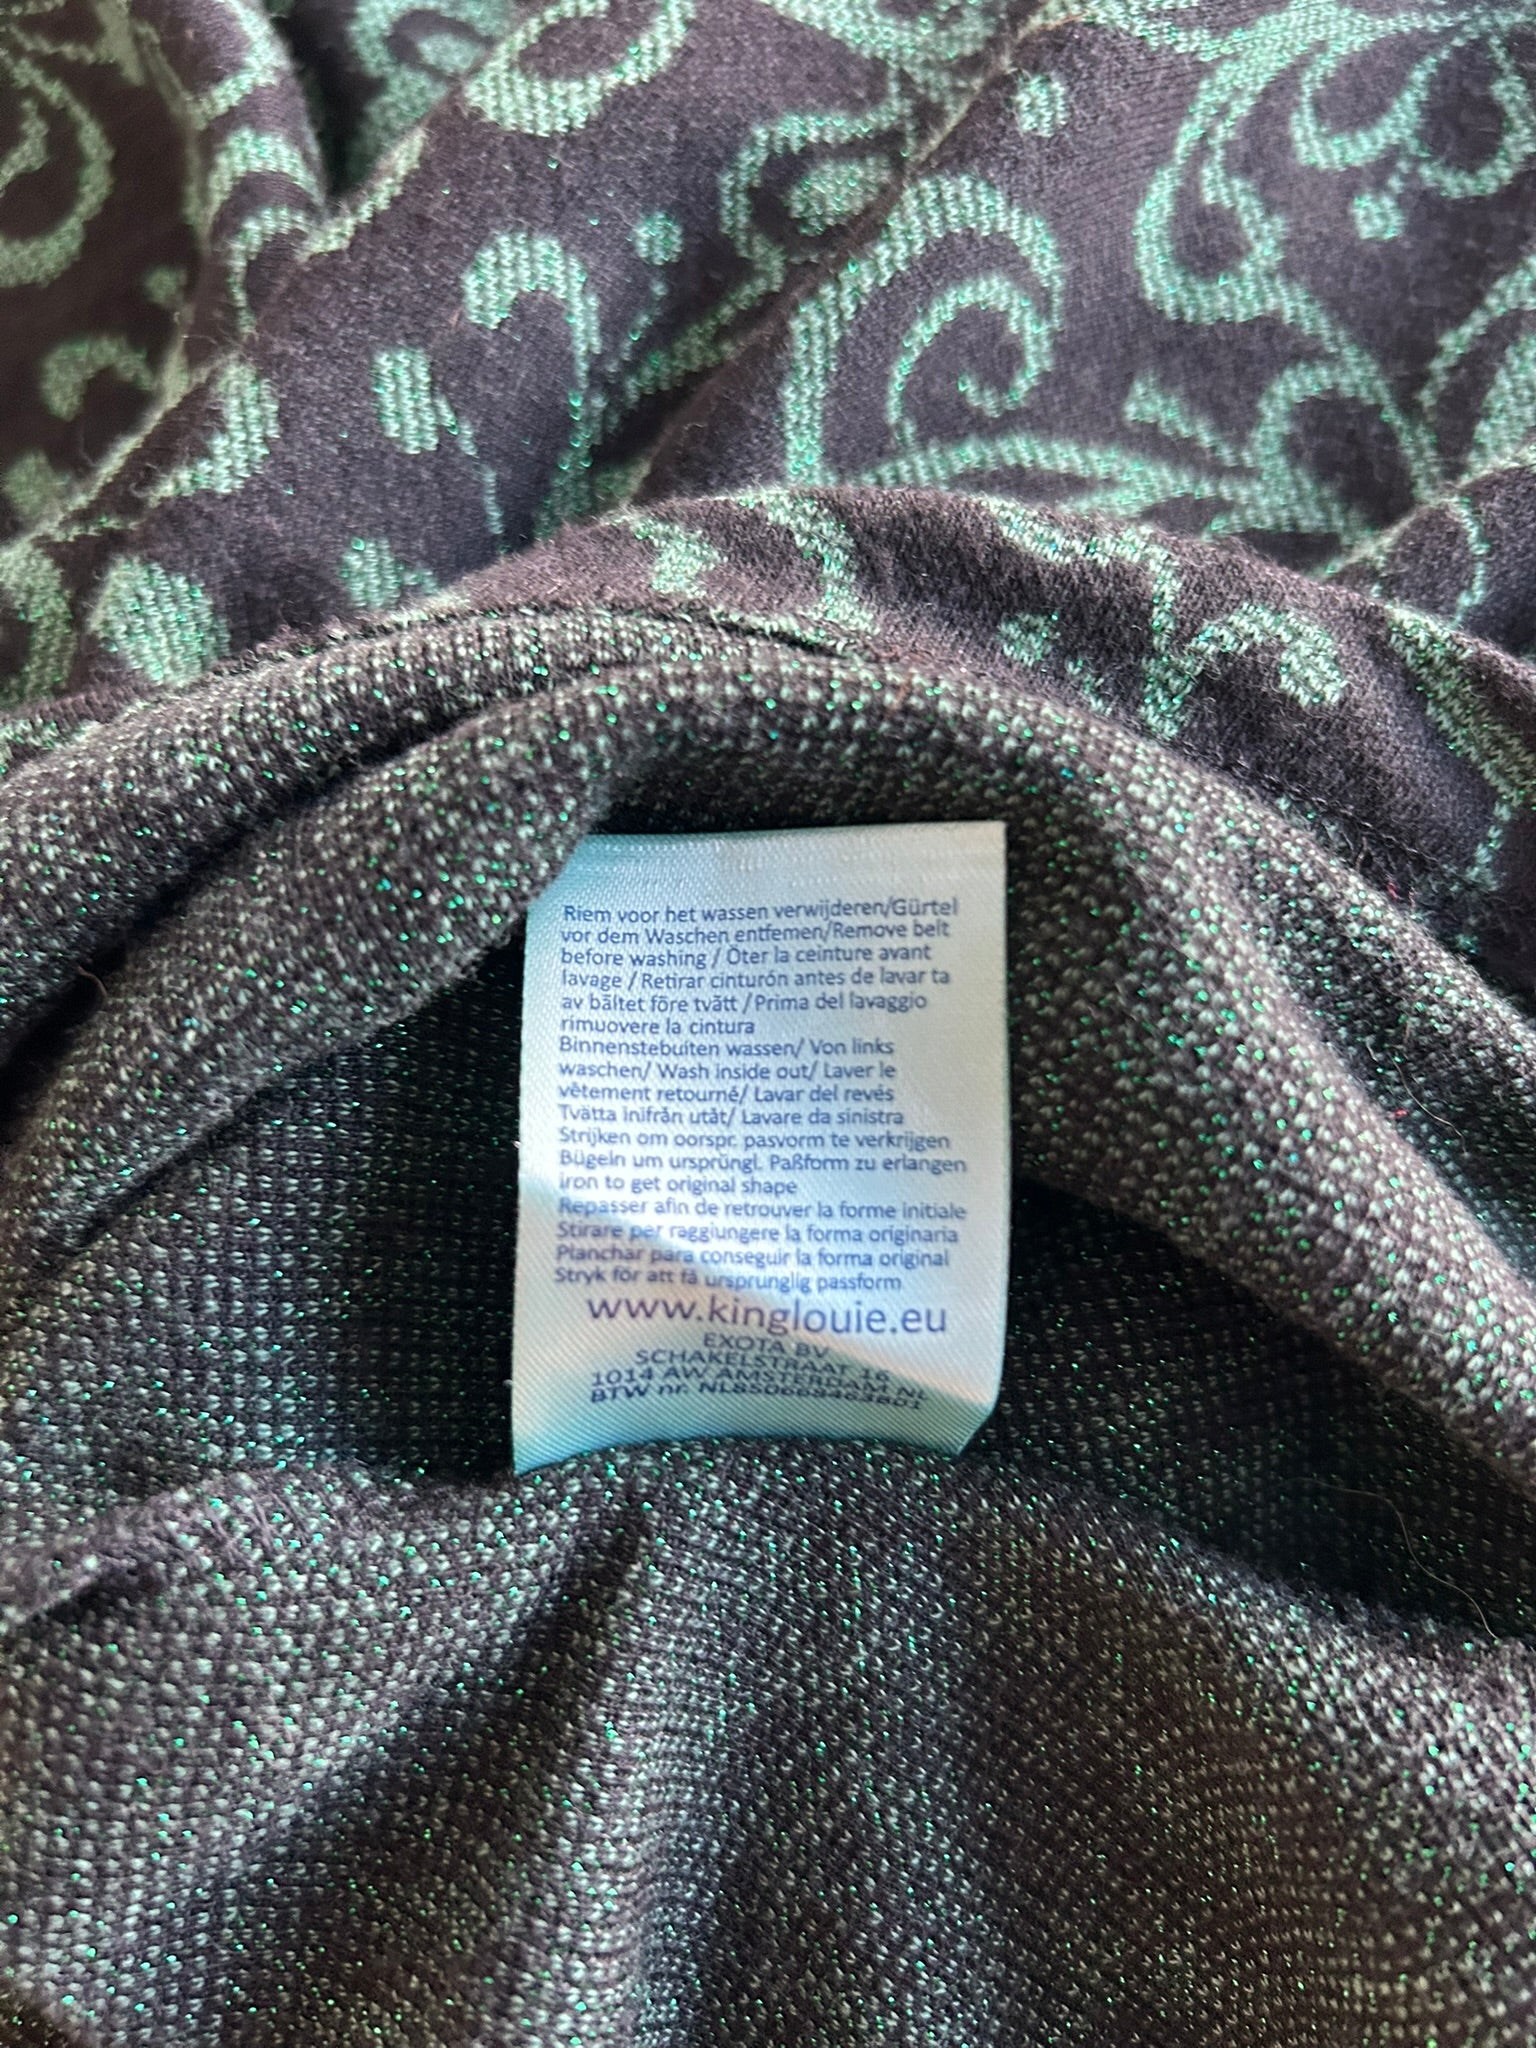 Riem voor het wassen verwijderen/Gürtel
vor dem Waschen entfemen/Remove belt
before washing / Ôter la ceinture avant
lavage / Retirar cinturón antes de lavar ta
av bältet före tvätt / Prima del lavaggio
rimuovere la cintura
Binnenstebuiten wassen/ Von links
waschen/ Wash inside out/ Laver le
vêtement retourné/ Lavar del revés
Tvätta inifrån utåt/ Lavare da sinistra
Strijken om oorspr. pasvorm te verkrijgen
Bügeln um ursprüngl. Paßform zu erlangen
iron to get original shape
Repasser afin de retrouver la forme initiale
Stirare per raggiungere la forma originaria
Planchar para conseguir la forma original
Stryk för att få ursprunglig passform
www.kinglouie.eu
EXOTA BV
SCHAKELSTRAAT 16
1014 AW AMSTERDAM NL
BTW nr.